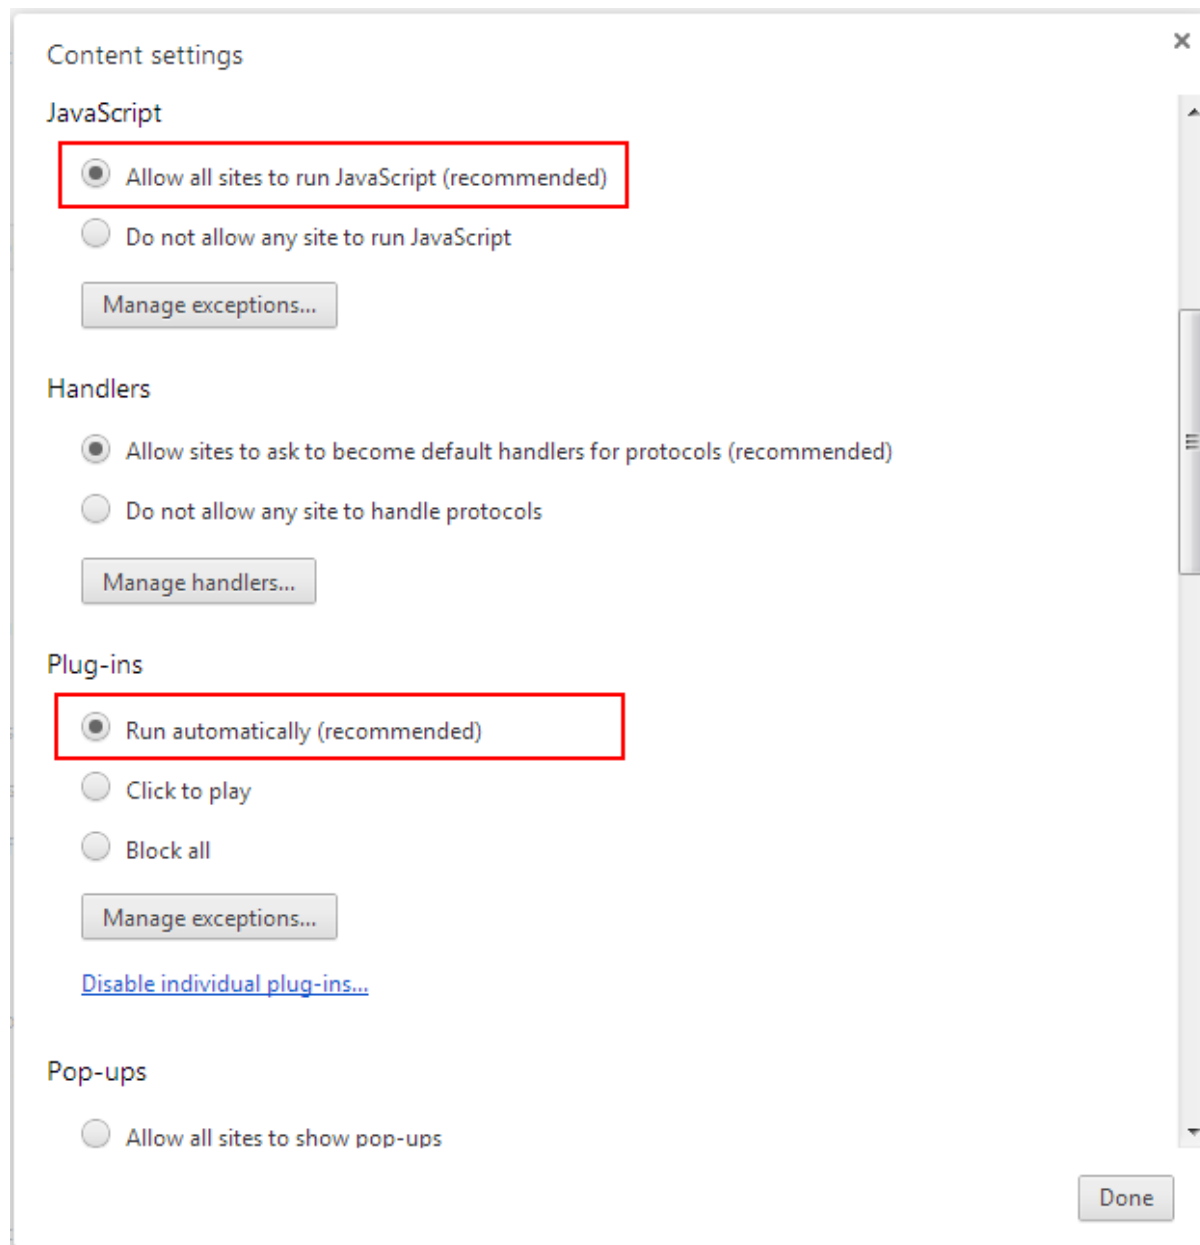 Content settings
JavaScript
Allow all sites to run JavaScript (recommended)
Do not allow any site to run JavaScript
Manage exceptions...
Handlers
Allow sites to ask to become default handlers for protocols (recommended)
Do not allow any site to handle protocols
Manage handlers...
Plug-ins
Run automatically (recommended)
Click to play
Block all
Manage exceptions...
Disable individual plug-ins...
Pop-ups
Allow all sites to show pop-ups
Done